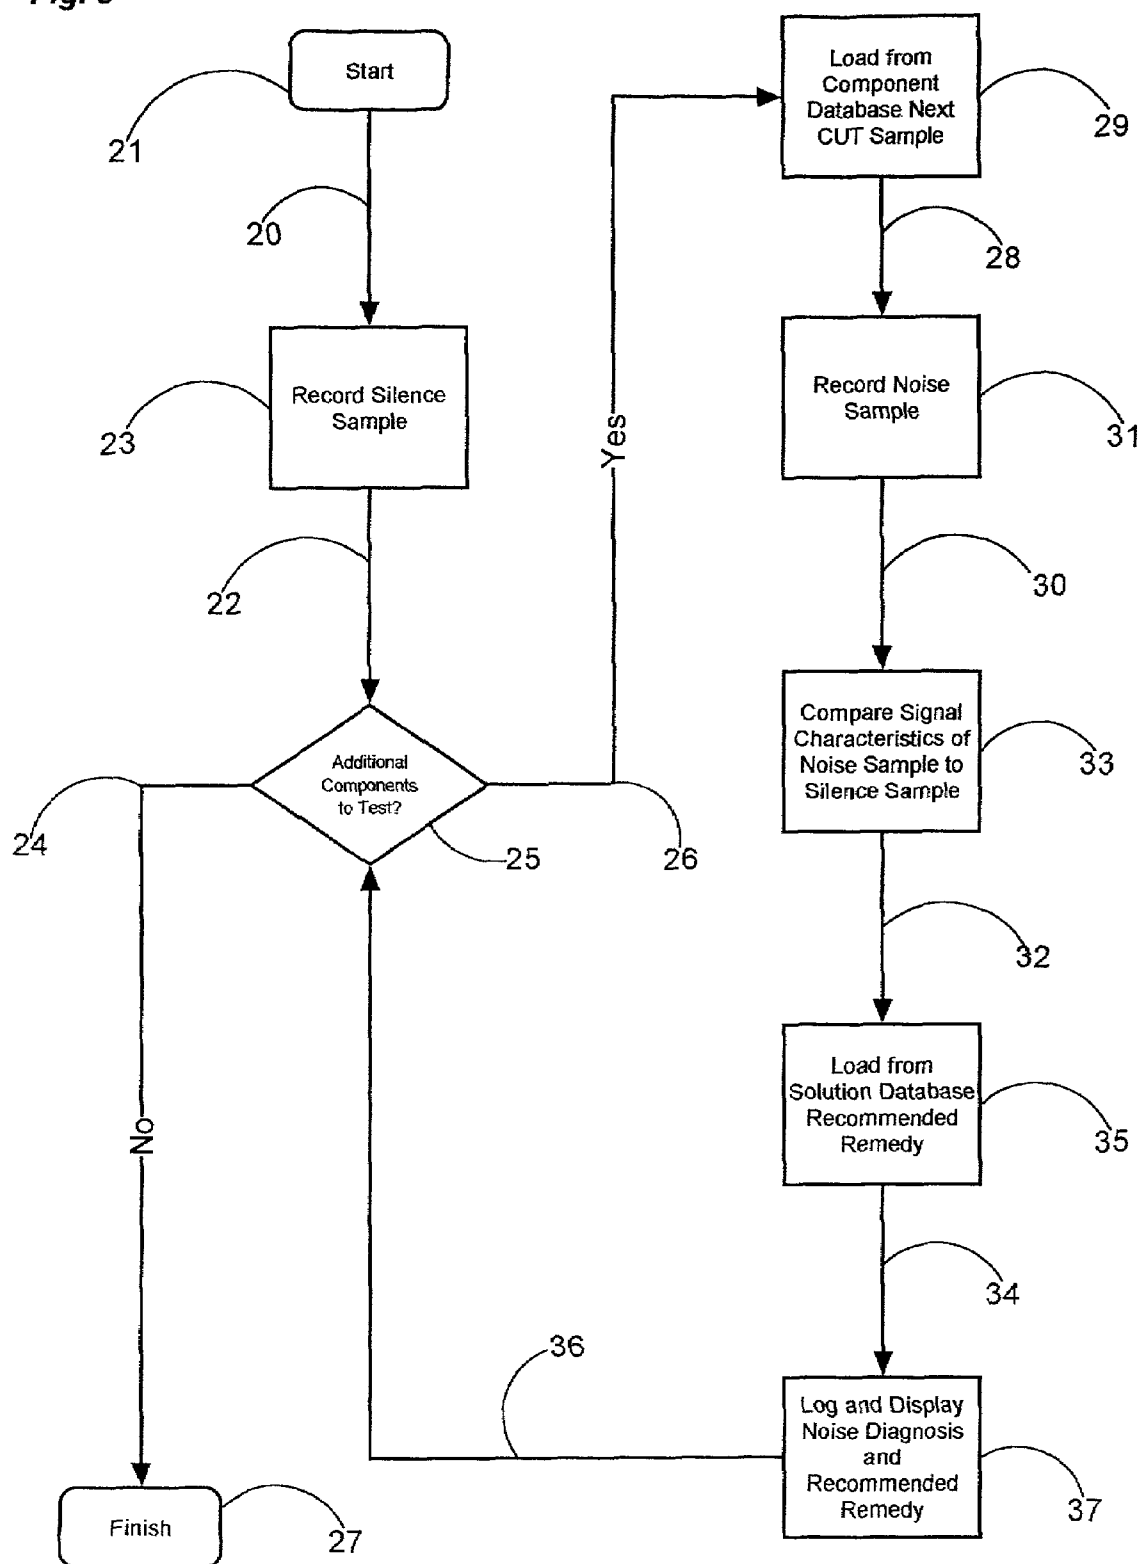 Start
21
20
Record Silence
Sample
23
22
Additional
Components
to Test?
24
25
26
No
Finish
27
Yes
Load from
Component
Database Next
CUT Sample
29
28
Record Noise
Sample
31
30
Compare Signal
Characteristics of
Noise Sample to
Silence Sample
33
32
Load from
Solution Database
Recommended
Remedy
35
34
Log and Display
Noise Diagnosis
and
Recommended
Remedy
37
36